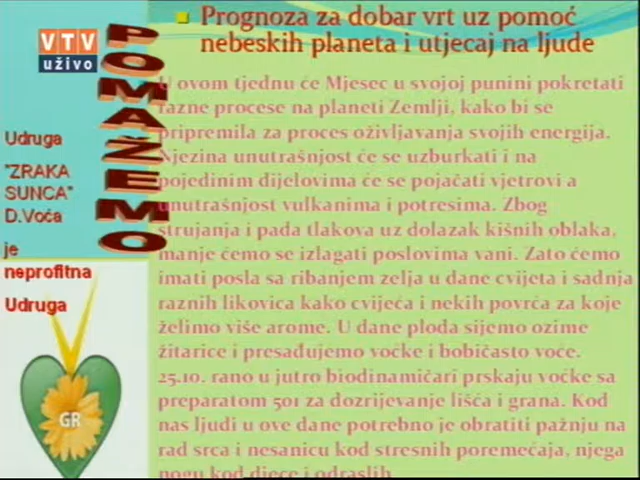 Prognoza za dobar vrt uz pomoć
nebeskih planeta i utjecaj na ljude
VTV
uživo
POMAŽEMO
Udruga
"ZRAKA
SUNCA"
D.Voća
je
neprofitna
Udruga
GR
U ovom tjednu će Mjesec u svojoj punini pokretati
razne procese na planeti Zemlji, kako bi se
pripremila za proces oživljavanja svojih energija.
Njezina unutrašnjost će se uzburkati i na
pojedinim dijelovima će se pojačati vjetrovi a
unutrašnjost vulkanima i potresima. Zbog
strujanja i pada tlakova uz dolazak kišnih oblaka,
manje ćemo se izlagati poslovima vani. Zato ćemo
imati posla sa ribanjem zelja u dane cvijeta i sadnja
raznih likovica kako cvijeća i nekih povrća za koje
želimo više arome. U dane ploda sijemo ozime
žitarice i presađujemo voćke i bobičasto voće.
25.10. rano u jutro biodinamičari prskaju voćke sa
preparatom 501 za dozrijevanje lišća i grana. Kod
nas ljudi u ove dane potrebno je obratiti pažnju na
rad srca i nesanicu kod stresnih poremećaja, njega
nogu kod djece i odraslih.